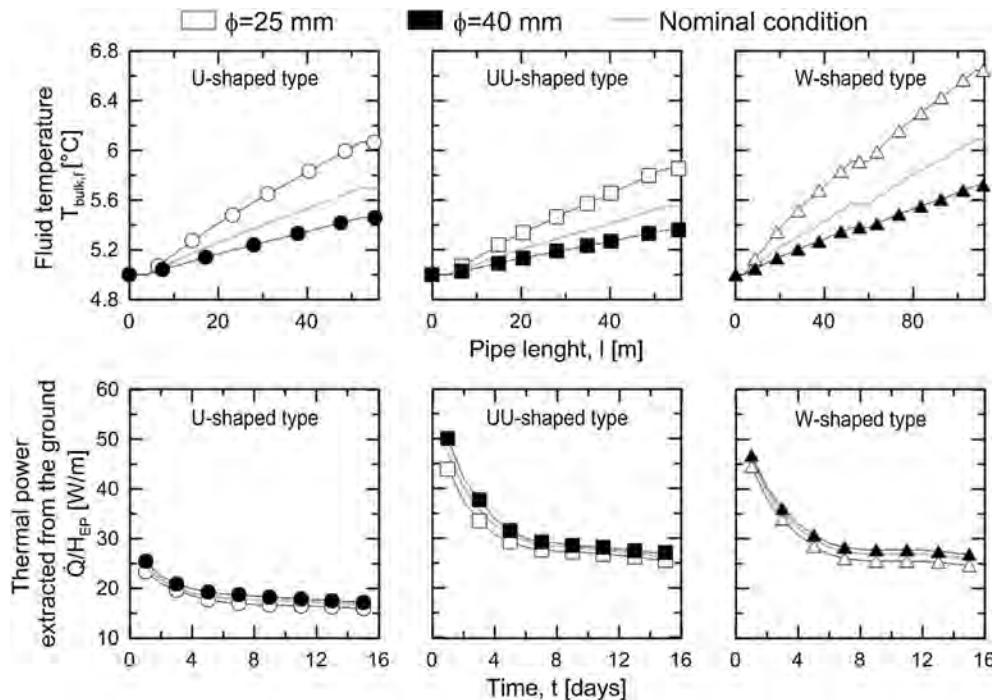 ϕ=25 mm ϕ=40 mm Nominal condition
6.8
6.4
6
5.6
5.2
4.8
Fluid temperature
T_bulk,f [°C]
U-shaped type UU-shaped type W-shaped type
0 20 40 0 20 40 0 20 40 60 80
Pipe lenght, l [m]
60
50
40
30
20
10
Thermal power
extracted from the ground
Q̇/H_EP [W/m]
U-shaped type UU-shaped type W-shaped type
0 4 8 12 16 0 4 8 12 16 0 4 8 12 16
Time, t [days]